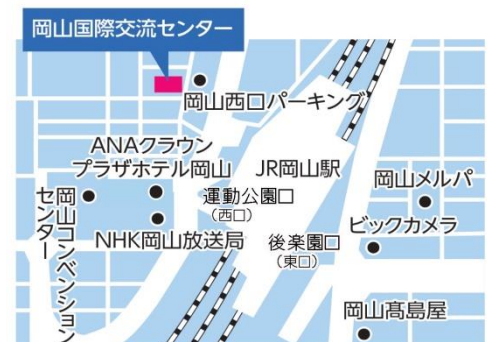 岡山国際交流センター
岡山西口パーキング
ANAクラウン
プラザホテル岡山
JR岡山駅
岡山メルパ
運動公園口
(西口)
岡山コンベンション
センター
NHK岡山放送局
後楽園口
(東口)
ビックカメラ
岡山髙島屋